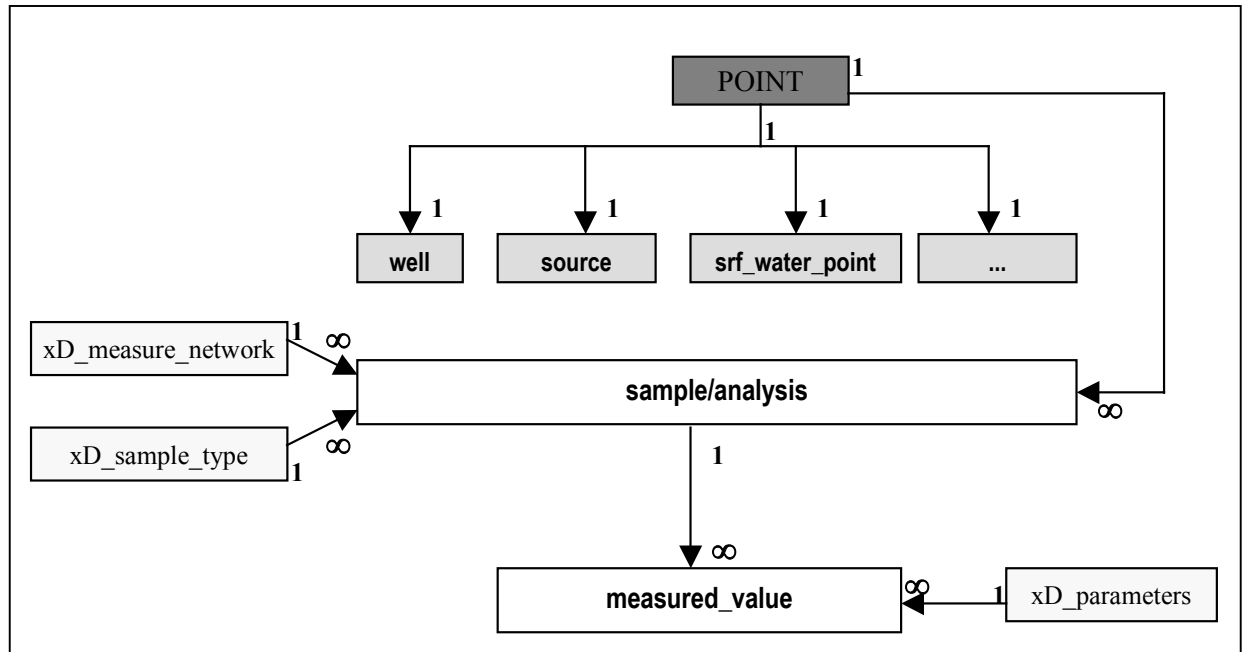 POINT
1
1
1
1
1
1
well
source
srf_water_point
...
xD_measure_network
1
∞
sample/analysis
∞
xD_sample_type
1
∞
1
∞
measured_value
∞
1
xD_parameters